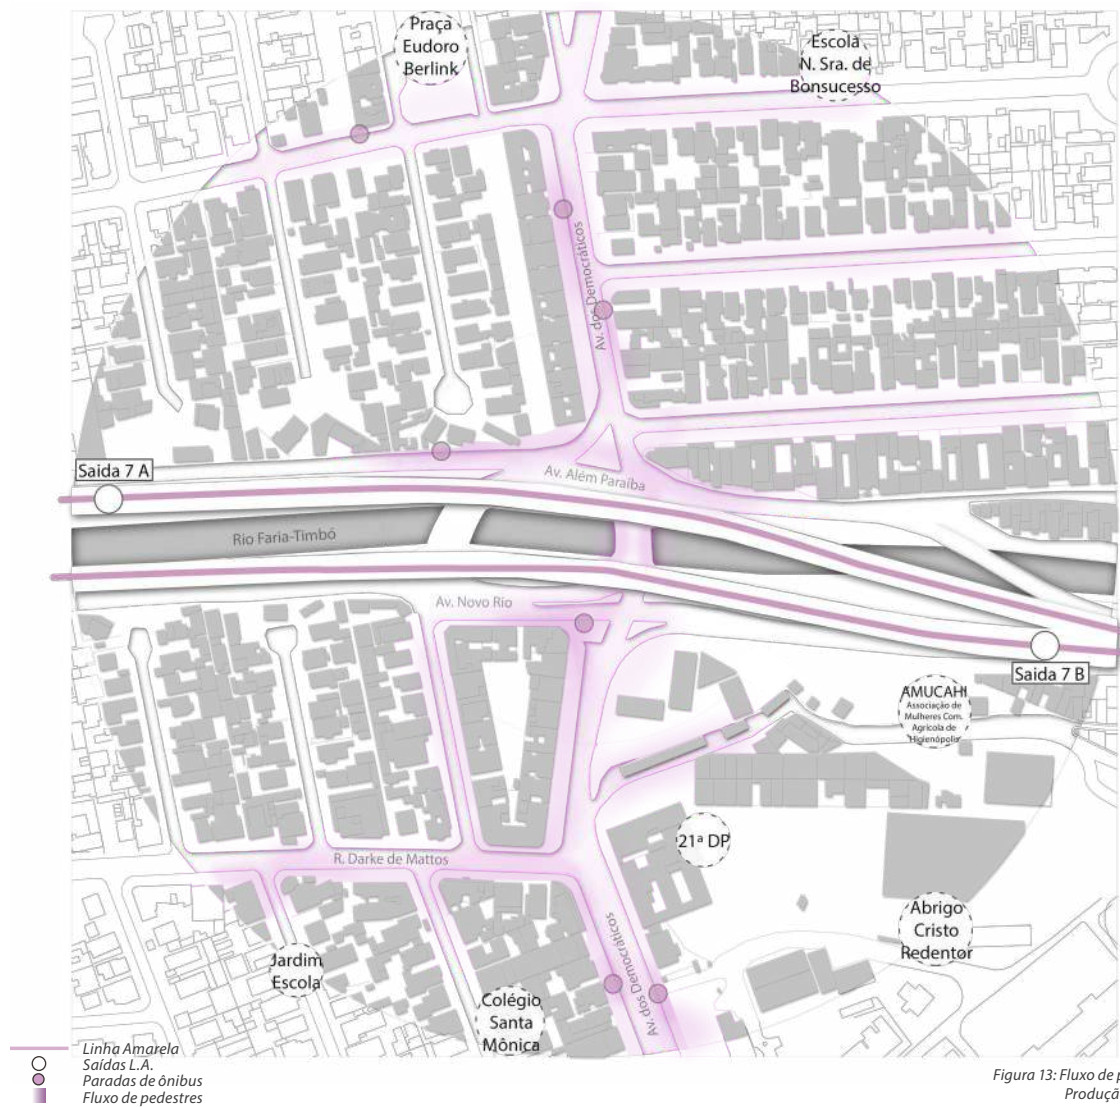 Praça
Eudoro
Berlink
Escola
N. Sra. de
Bonsucesso
Av. dos Democráticos
Saida 7 A
Av. Além Paraíba
Rio Faria-Timbó
Av. Novo Rio
Saida 7 B
AMUCAHI
Associação de
Mulheres Com.
Agrícola de
Higienópolis
21ª DP
R. Darke de Mattos
Abrigo
Cristo
Redentor
Av. dos Democráticos
Jardim
Escola
Colégio
Santa
Mônica
Linha Amarela
Saídas L.A.
Paradas de ônibus
Fluxo de pedestres
Figura 13: Fluxo de p
Produçã